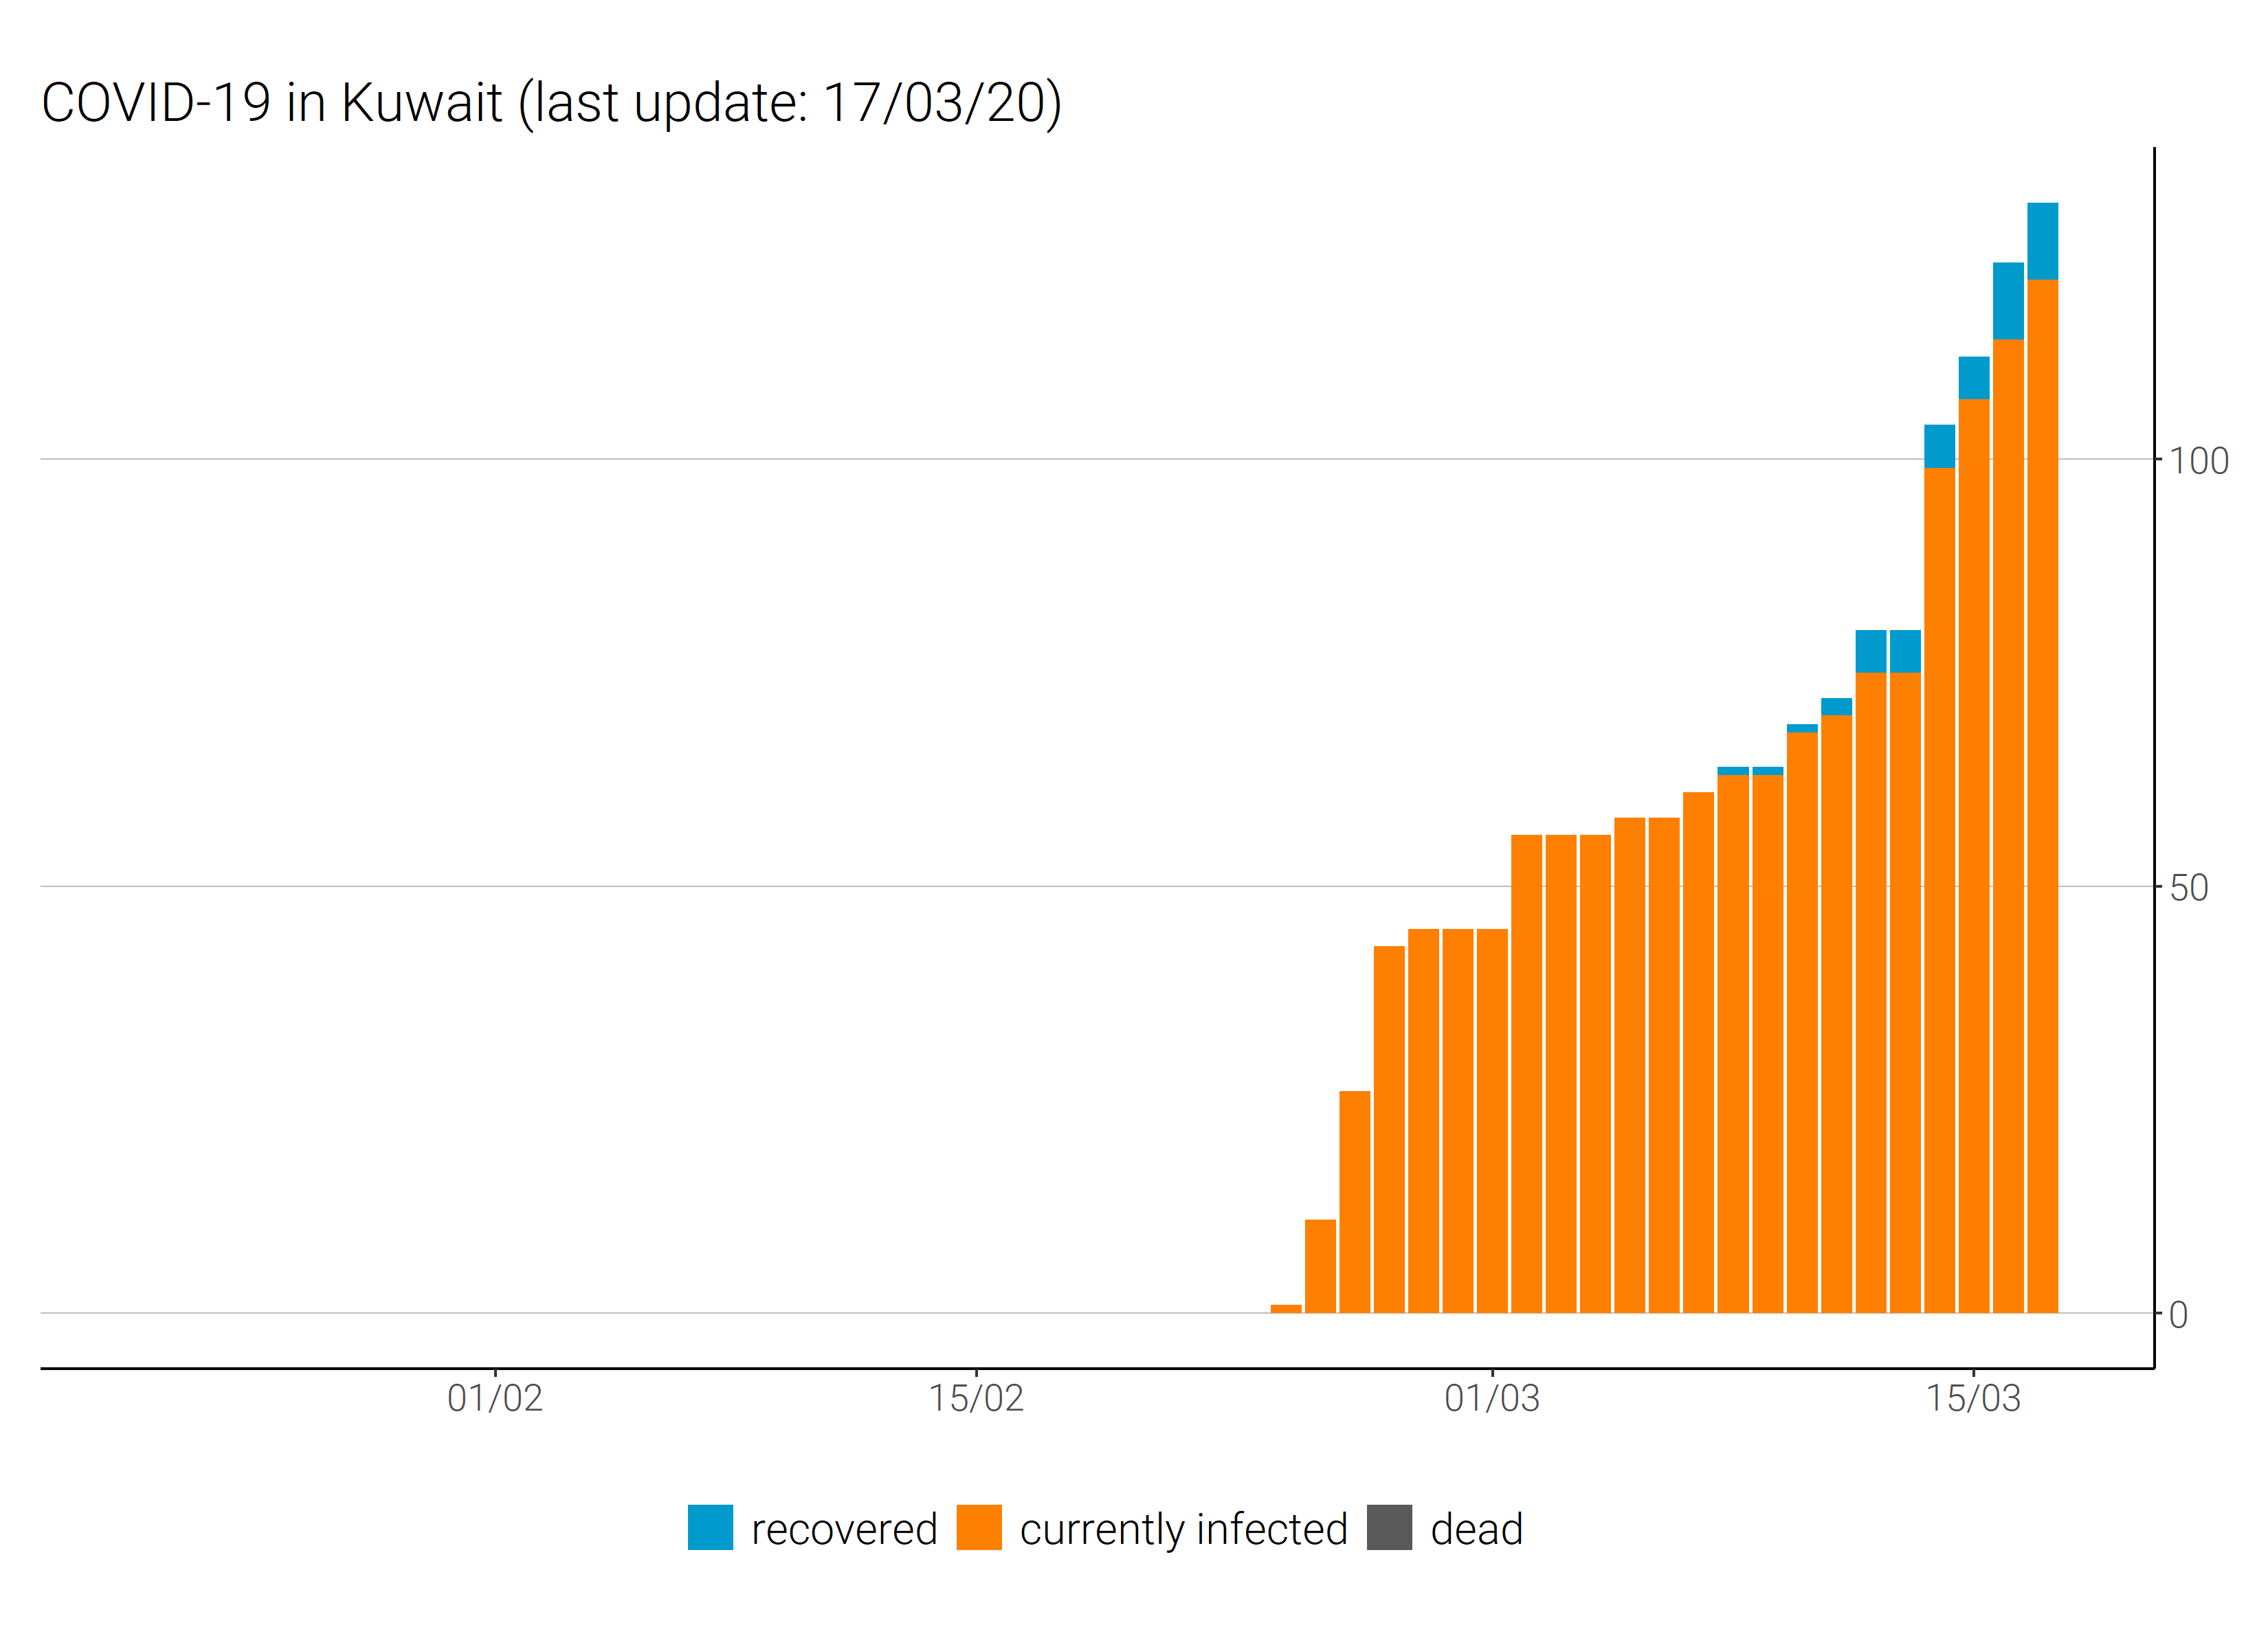 COVID-19 in Kuwait (last update: 17/03/20)
100
50
0
01/02 15/02 01/03 15/03
recovered currently infected dead